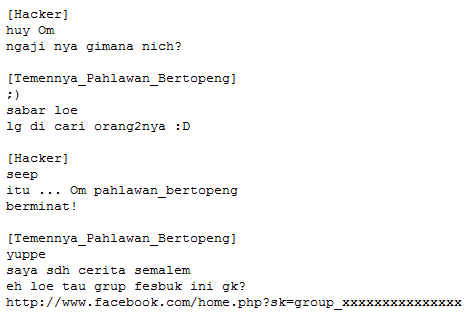 [Hacker]
huy Om
ngaji nya gimana nich?
[Temennya_Pahlawan_Bertopeng]
;)
sabar loe
lg di cari orang2nya :D
[Hacker]
seep
itu ... Om pahlawan_bertopeng
berminat!
[Temennya_Pahlawan_Bertopeng]
yuppe
saya sdh cerita semalem
eh loe tau grup fesbuk ini gk?
http://www.facebook.com/home.php?sk=group_xxxxxxxxxxxxxxx